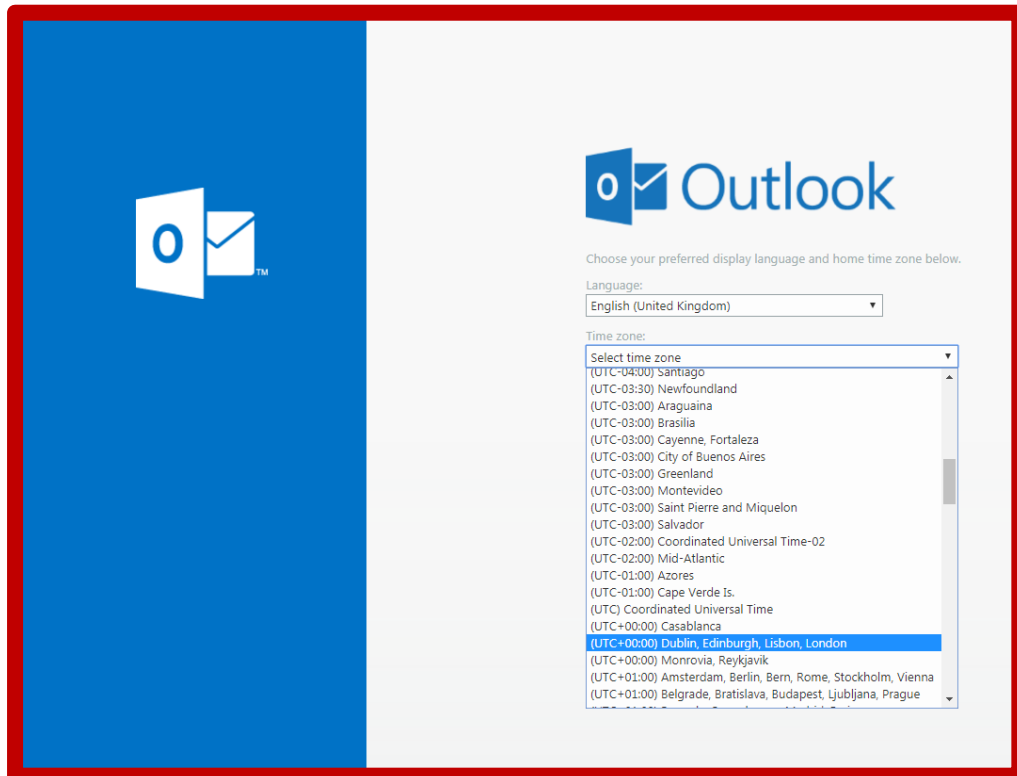 O
TM
O Outlook
Choose your preferred display language and home time zone below.
Language:
English (United Kingdom)
Time zone:
Select time zone
(UTC-04:00) Santiago
(UTC-03:30) Newfoundland
(UTC-03:00) Araguaina
(UTC-03:00) Brasilia
(UTC-03:00) Cayenne, Fortaleza
(UTC-03:00) City of Buenos Aires
(UTC-03:00) Greenland
(UTC-03:00) Montevideo
(UTC-03:00) Saint Pierre and Miquelon
(UTC-03:00) Salvador
(UTC-02:00) Coordinated Universal Time-02
(UTC-02:00) Mid-Atlantic
(UTC-01:00) Azores
(UTC-01:00) Cape Verde Is.
(UTC) Coordinated Universal Time
(UTC+00:00) Casablanca
(UTC+00:00) Dublin, Edinburgh, Lisbon, London
(UTC+00:00) Monrovia, Reykjavik
(UTC+01:00) Amsterdam, Berlin, Bern, Rome, Stockholm, Vienna
(UTC+01:00) Belgrade, Bratislava, Budapest, Ljubljana, Prague